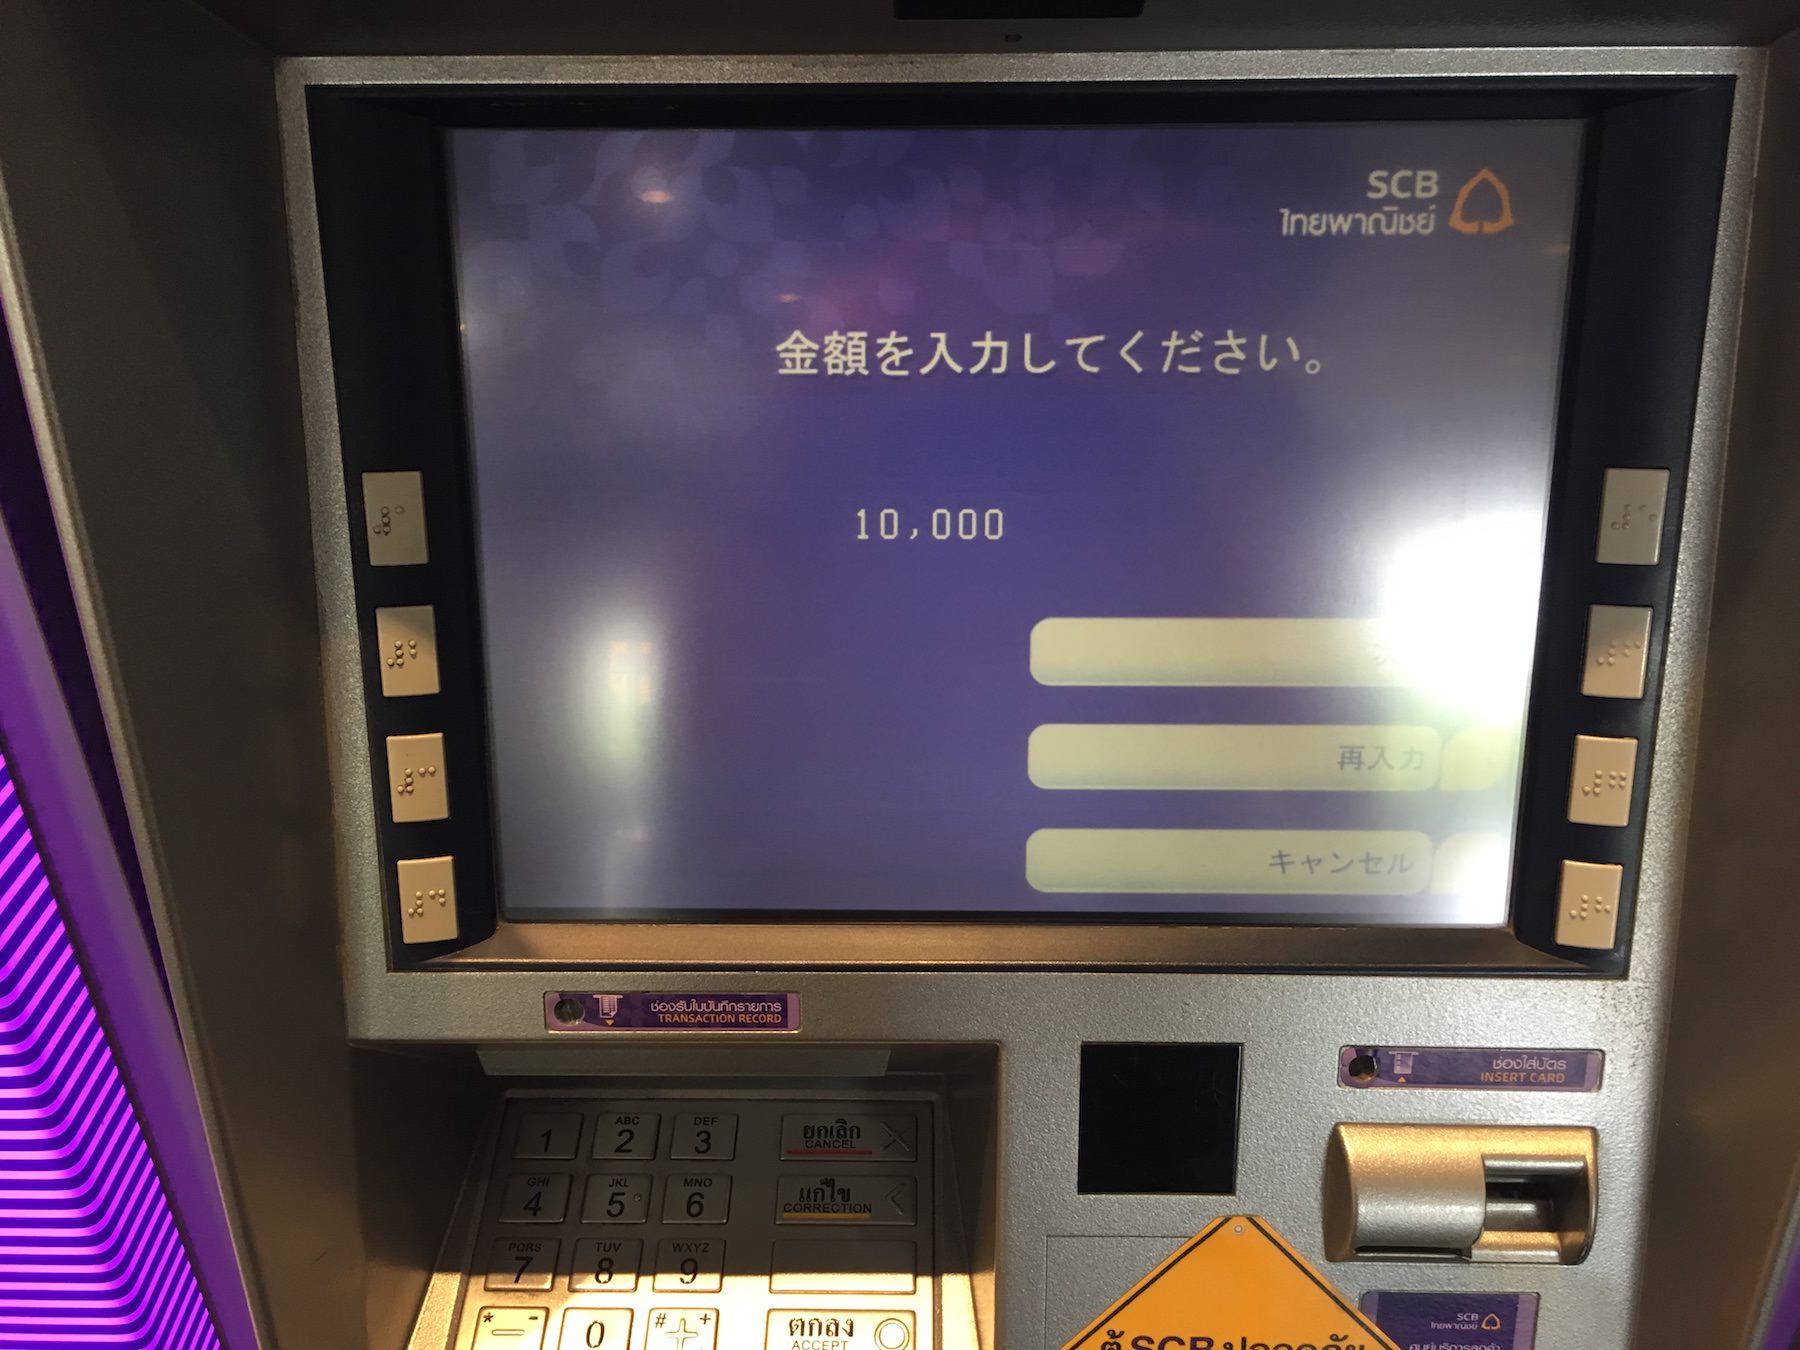 SCB
ไทยพาณิชย์
金額を入力してください。
10,000
再入力
キャンセル
ช่องรับใบบันทึกรายการ
TRANSACTION RECORD
ช่องใส่บัตร
INSERT CARD
1
ABC
2
DEF
3
ยกเลิก
CANCEL
GHI
4
JKL
5
MNO
6
แก้ไข
CORRECTION
PQRS
7
TUV
8
WXYZ
9
* -
0
# +
ตกลง
ACCEPT
SCB
SCB
ไทยพาณิชย์